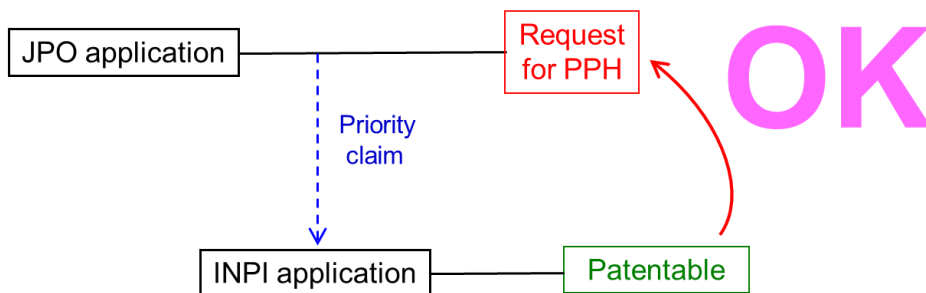 JPO application
Request
for PPH
OK
Priority
claim
INPI application
Patentable